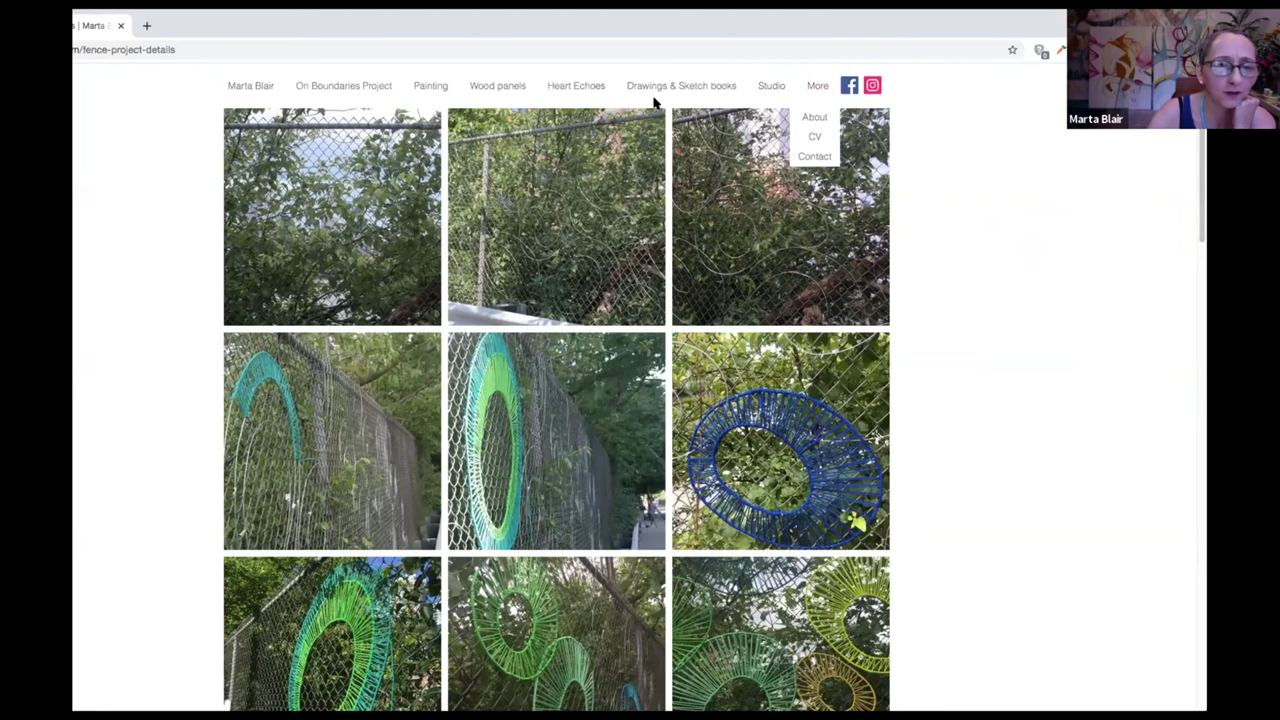 s | Marta
m/fence-project-details
Marta Blair On Boundaries Project Painting Wood panels Heart Echoes Drawings & Sketch books Studio More
About
CV
Contact
Marta Blair